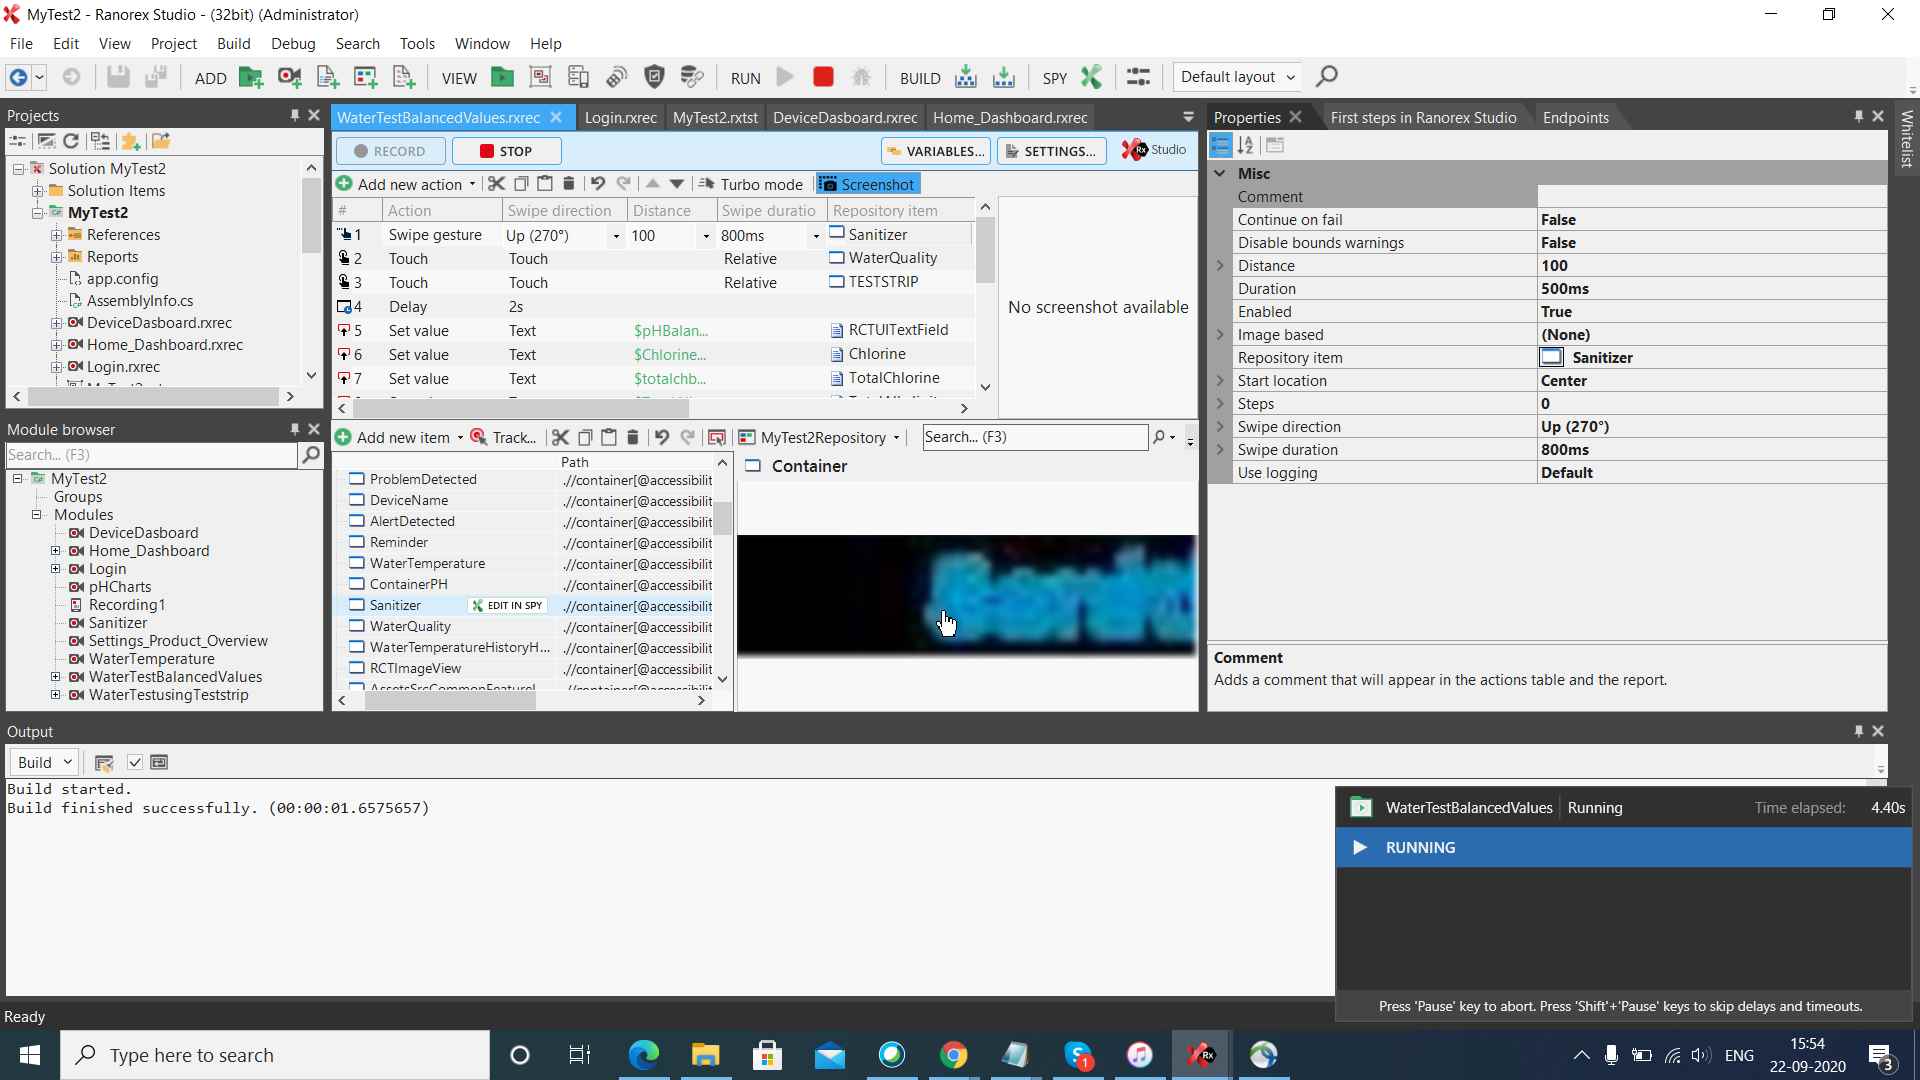 MyTest2 - Ranorex Studio - (32bit) (Administrator)
File Edit View Project Build Debug Search Tools Window Help
ADD VIEW RUN BUILD SPY Default layout
Projects
Solution MyTest2
Solution Items
MyTest2
References
Reports
app.config
AssemblyInfo.cs
DeviceDasboard.rxrec
Home_Dashboard.rxrec
Login.rxrec
Module browser
Search... (F3)
MyTest2
Groups
Modules
DeviceDasboard
Home_Dashboard
Login
pHCharts
Recording1
Sanitizer
Settings_Product_Overview
WaterTemperature
WaterTestBalancedValues
WaterTestusingTeststrip
WaterTestBalancedValues.rxrec Login.rxrec MyTest2.rxtst DeviceDasboard.rxrec Home_Dashboard.rxrec
RECORD STOP VARIABLES... SETTINGS... Rx Studio
Add new action Turbo mode Screenshot
# Action Swipe direction Distance Swipe duratio Repository item
1 Swipe gesture Up (270°) 100 800ms Sanitizer
2 Touch Touch Relative WaterQuality
3 Touch Touch Relative TESTSTRIP
4 Delay 2s
5 Set value Text $pHBalan... RCTUITextField
6 Set value Text $Chlorine... Chlorine
7 Set value Text $totalchb... TotalChlorine
No screenshot available
Add new item Track... MyTest2Repository Search... (F3)
Path
ProblemDetected .//container[@accessibilit
DeviceName .//container[@accessibilit
AlertDetected .//container[@accessibilit
Reminder .//container[@accessibilit
WaterTemperature .//container[@accessibilit
ContainerPH .//container[@accessibilit
Sanitizer EDIT IN SPY .//container[@accessibilit
WaterQuality .//container[@accessibilit
WaterTemperatureHistoryH... .//container[@accessibilit
RCTImageView .//container[@accessibilit
Container
Properties First steps in Ranorex Studio Endpoints
Whitelist
Misc
Comment
Continue on fail False
Disable bounds warnings False
Distance 100
Duration 500ms
Enabled True
Image based (None)
Repository item Sanitizer
Start location Center
Steps 0
Swipe direction Up (270°)
Swipe duration 800ms
Use logging Default
Comment
Adds a comment that will appear in the actions table and the report.
Output
Build
Build started.
Build finished successfully. (00:00:01.6575657)
WaterTestBalancedValues Running Time elapsed: 4.40s
RUNNING
Press 'Pause' key to abort. Press 'Shift'+'Pause' keys to skip delays and timeouts.
Ready
Type here to search
1
Rx
ENG
15:54
22-09-2020
3